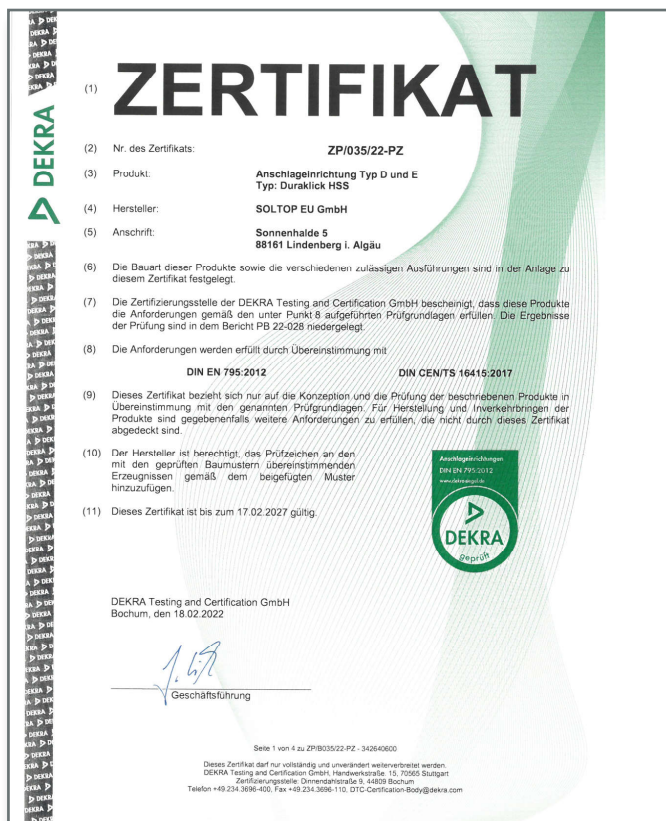 ZERTIFIKAT
(1)
DEKRA
(2) Nr. des Zertifikats: ZP/035/22-PZ
(3) Produkt: Anschlageinrichtung Typ D und E
Typ: Duraklick HSS
(4) Hersteller: SOLTOP EU GmbH
(5) Anschrift: Sonnenhalde 5
88161 Lindenberg i. Algäu
(6) Die Bauart dieser Produkte sowie die verschiedenen zulässigen Ausführungen sind in der Anlage zu
diesem Zertifikat festgelegt.
(7) Die Zertifizierungsstelle der DEKRA Testing and Certification GmbH bescheinigt, dass diese Produkte
die Anforderungen gemäß den unter Punkt 8 aufgeführten Prüfgrundlagen erfüllen. Die Ergebnisse
der Prüfung sind in dem Bericht PB 22-028 niedergelegt.
(8) Die Anforderungen werden erfüllt durch Übereinstimmung mit
DIN EN 795:2012 DIN CEN/TS 16415:2017
(9) Dieses Zertifikat bezieht sich nur auf die Konzeption und die Prüfung der beschriebenen Produkte in
Übereinstimmung mit den genannten Prüfgrundlagen. Für Herstellung und Inverkehrbringen der
Produkte sind gegebenenfalls weitere Anforderungen zu erfüllen, die nicht durch dieses Zertifikat
abgedeckt sind.
(10) Der Hersteller ist berechtigt, das Prüfzeichen an den
mit den geprüften Baumustern übereinstimmenden
Erzeugnissen gemäß dem beigefügten Muster
hinzuzufügen.
Anschlageinrichtungen
DIN EN 795:2012
www.dekrasiegel.de
DEKRA
geprüft
(11) Dieses Zertifikat ist bis zum 17.02.2027 gültig.
DEKRA Testing and Certification GmbH
Bochum, den 18.02.2022
Geschäftsführung
Seite 1 von 4 zu ZP/B035/22-PZ - 342640600
Dieses Zertifikat darf nur vollständig und unverändert weiterverbreitet werden.
DEKRA Testing and Certification GmbH, Handwerkstraße. 15, 70565 Stuttgart
Zertifizierungsstelle: Dinnendahlstraße 9, 44809 Bochum
Telefon +49.234.3696-400, Fax +49.234.3696-110, DTC-Certification-Body@dekra.com